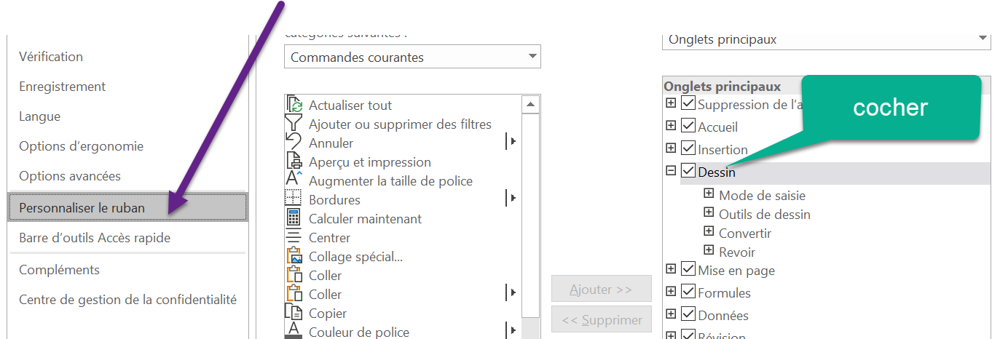 Vérification
Enregistrement
Langue
Options d'ergonomie
Options avancées
Personnaliser le ruban
Barre d'outils Accès rapide
Compléments
Centre de gestion de la confidentialité
catégories suivantes :
Commandes courantes
Actualiser tout
Ajouter ou supprimer des filtres
Annuler
Aperçu et impression
Augmenter la taille de police
Bordures
Calculer maintenant
Centrer
Collage spécial...
Coller
Coller
Copier
Couleur de police
Ajouter >>
<< Supprimer
Onglets principaux
Onglets principaux
Suppression de l'a
Accueil
Insertion
Dessin
Mode de saisie
Outils de dessin
Convertir
Revoir
Mise en page
Formules
Données
Révision
cocher